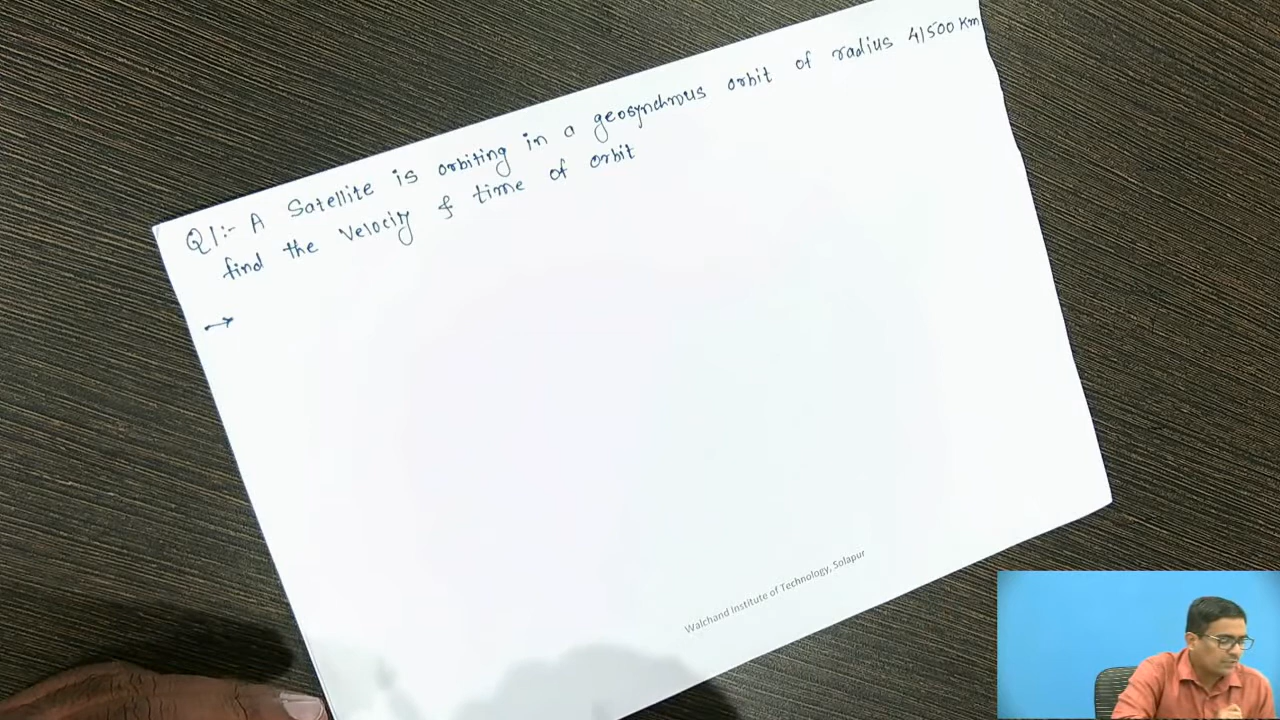 Q1:- A Satellite is orbiting in a geosynchrous orbit of radius 41500 Km
find the Velocity & time of orbit
→
Walchand Institute of Technology, Solapur